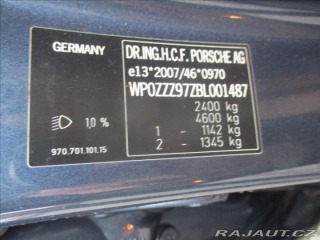 GERMANY
DR.ING.H.C.F. PORSCHE AG
e13*2007/46*0970
WP0ZZZ97ZBL001487
2400 kg
4600 kg
1,0 %
1 - 1142 kg
2 - 1345 kg
970.701.101.15
RAJAUT.CZ